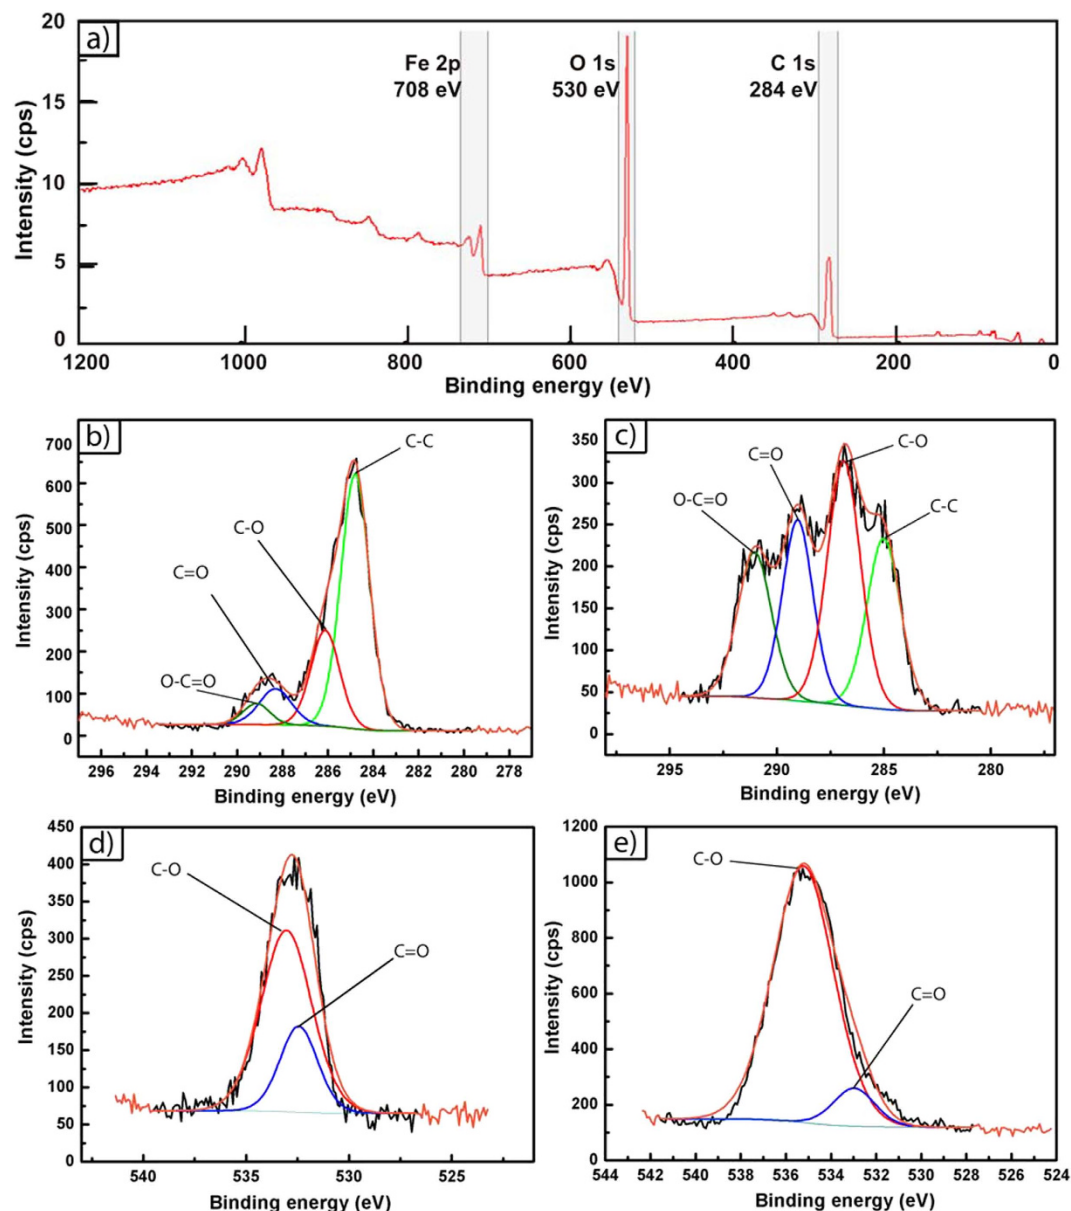 a)
20
15
10
5
0
Intensity (cps)
Fe 2p
708 eV
O 1s
530 eV
C 1s
284 eV
1200 1000 800 600 400 200 0
Binding energy (eV)
b)
700
600
500
400
300
200
100
0
Intensity (cps)
C-C
C-O
C=O
O-C=O
296 294 292 290 288 286 284 282 280 278
Binding energy (eV)
c)
350
300
250
200
150
100
50
0
Intensity (cps)
C=O
C-O
O-C=O
C-C
295 290 285 280
Binding energy (eV)
d)
450
400
350
300
250
200
150
100
50
0
Intensity (cps)
C-O
C=O
540 535 530 525
Binding energy (eV)
e)
1200
1000
800
600
400
200
0
Intensity (cps)
C-O
C=O
544 542 540 538 536 534 532 530 528 526 524
Binding energy (eV)